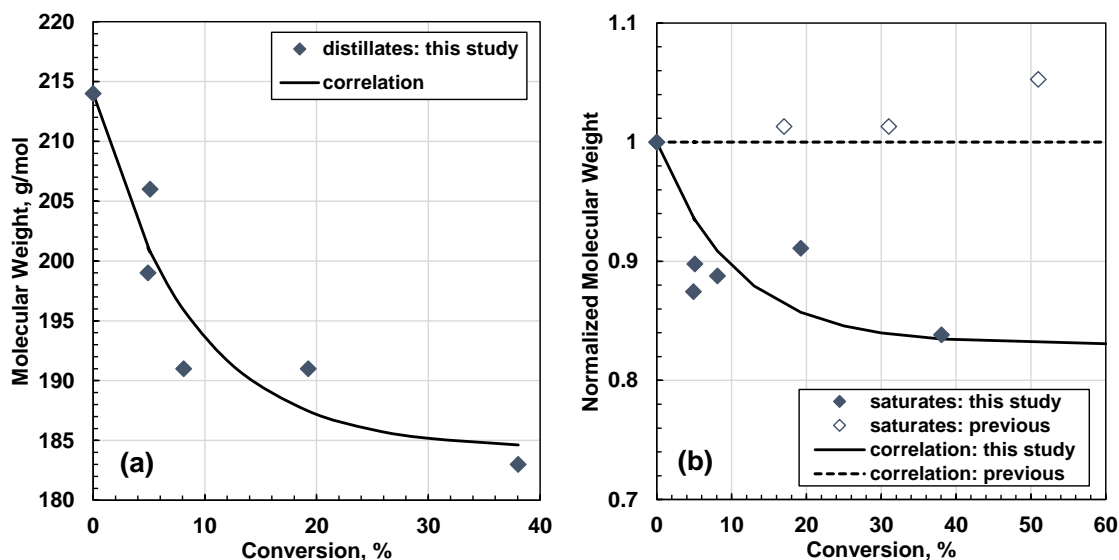 220
215
210
205
200
195
190
185
180
Molecular Weight, g/mol
distillates: this study
correlation
(a)
0
10
20
30
40
Conversion, %
1.1
1
0.9
0.8
0.7
Normalized Molecular Weight
saturates: this study
saturates: previous
correlation: this study
correlation: previous
(b)
0
10
20
30
40
50
60
Conversion, %